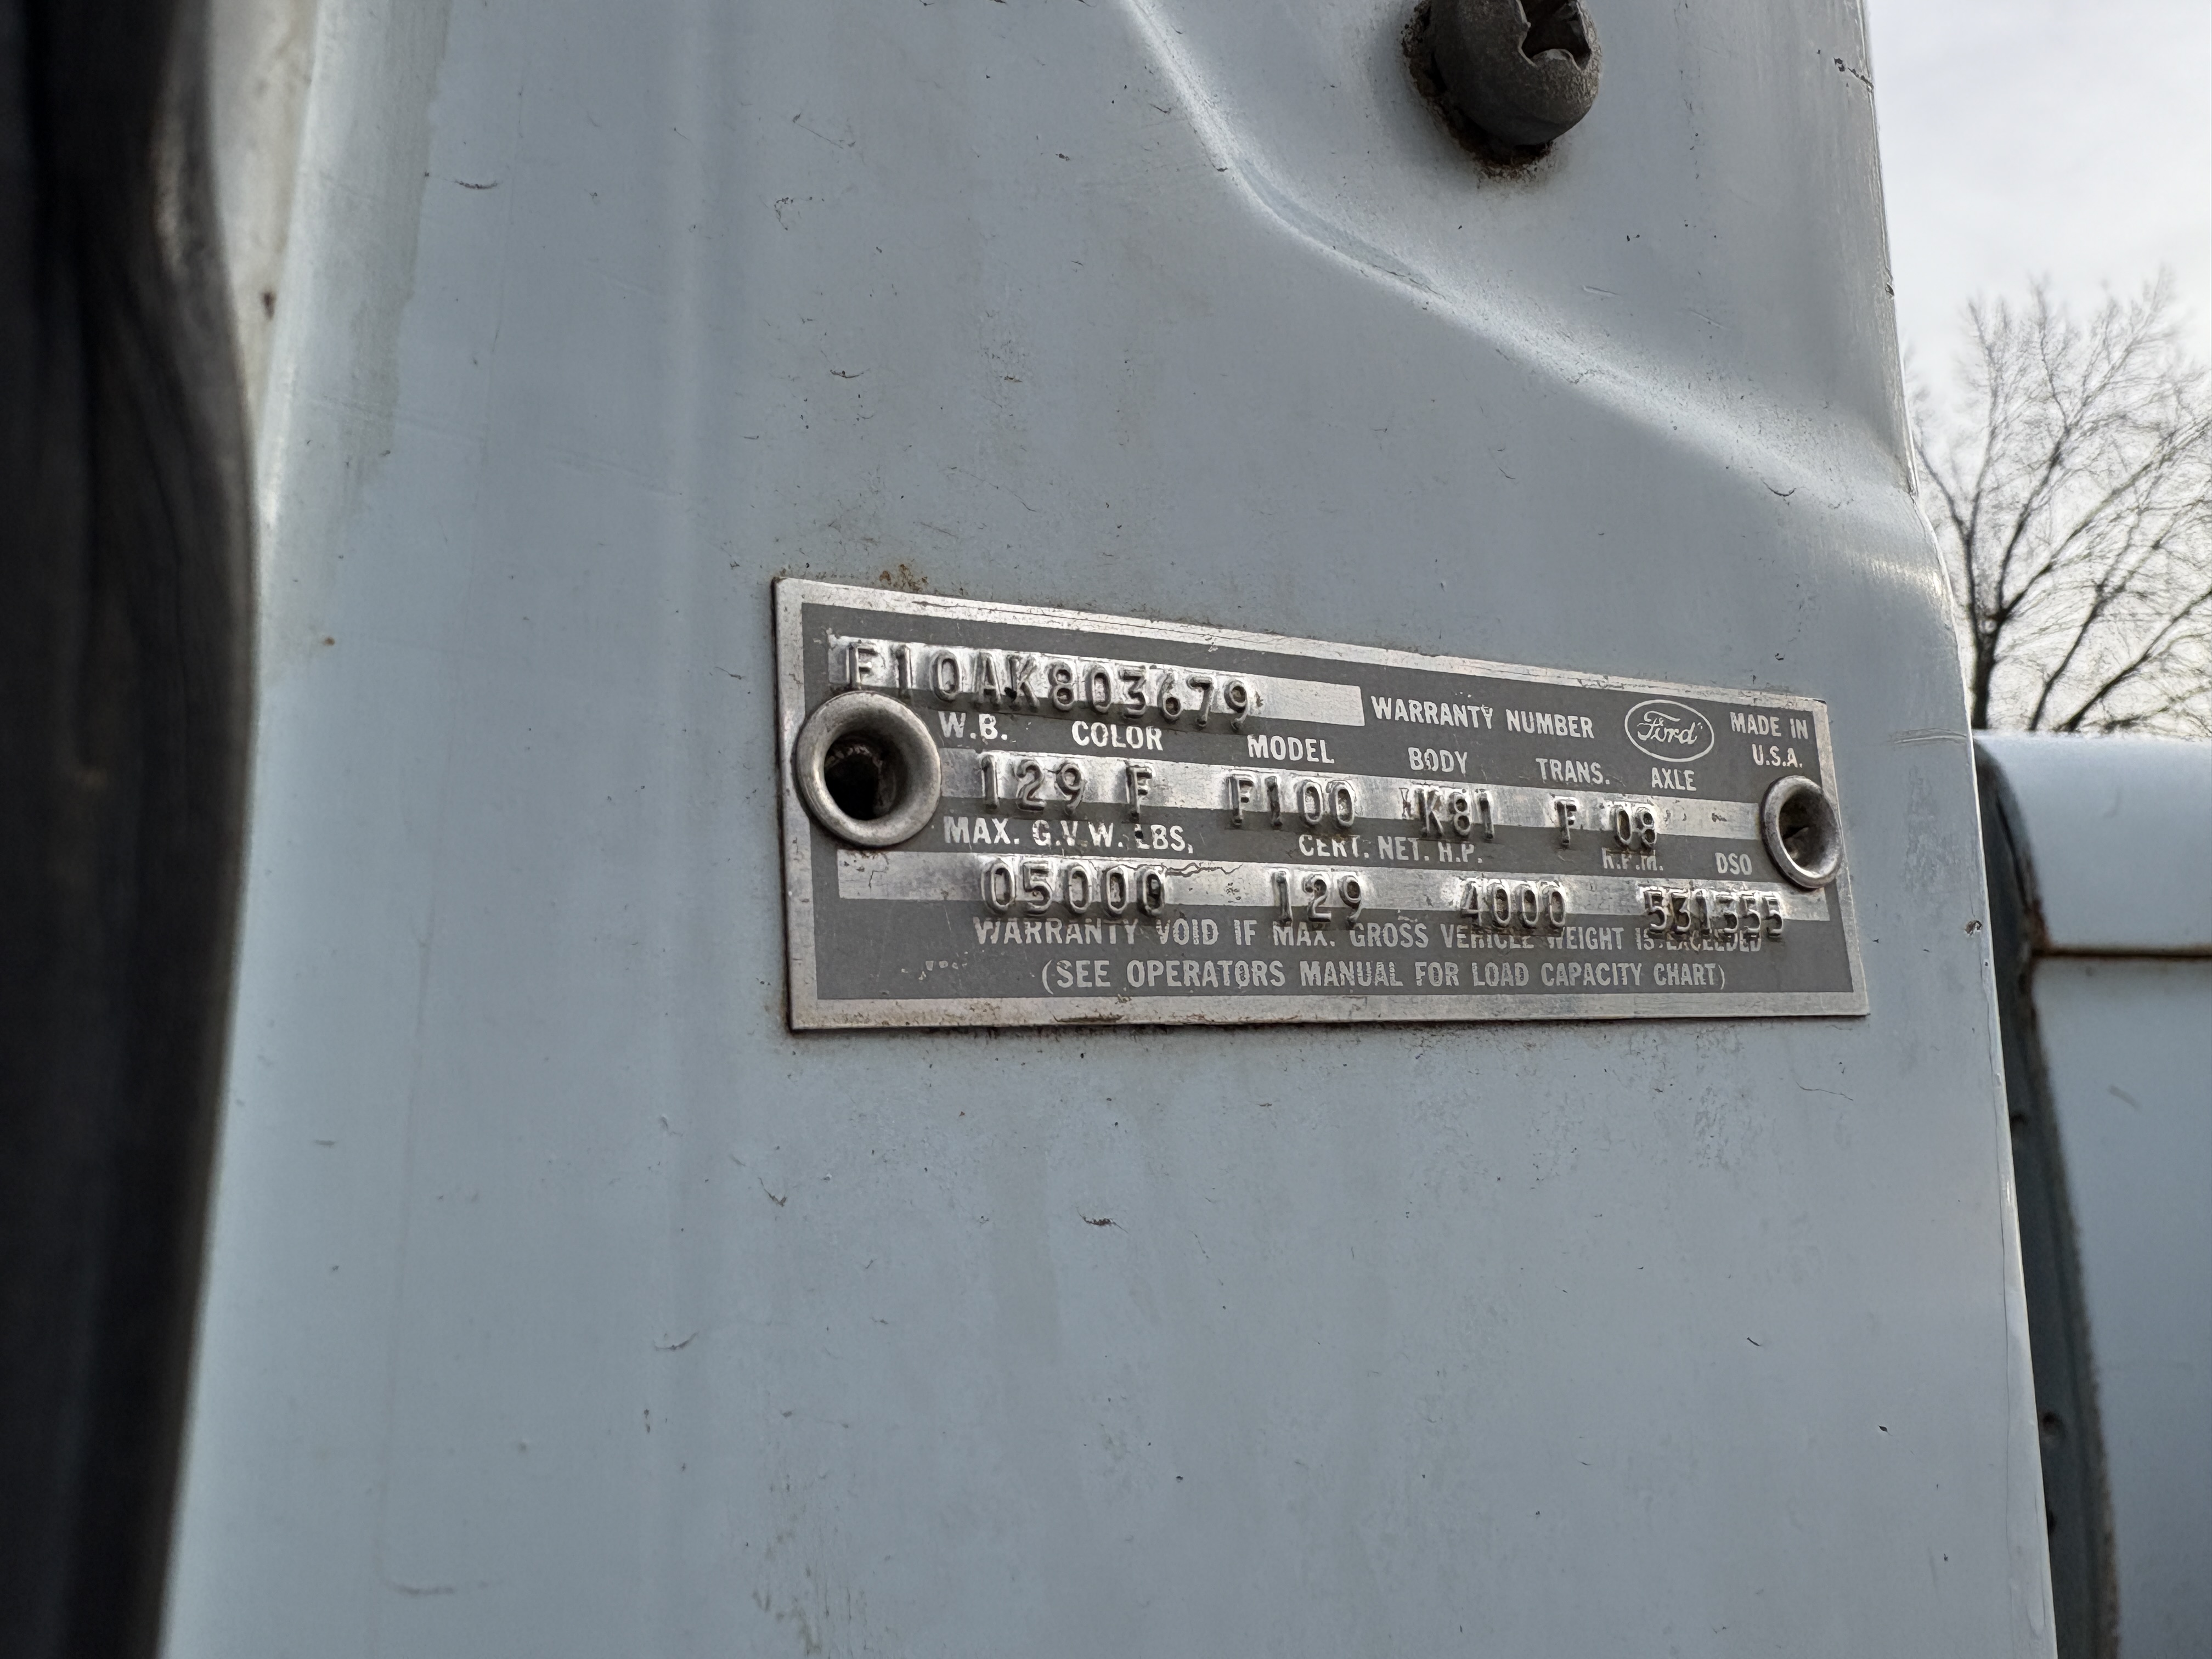 F10AK803679 WARRANTY NUMBER Ford MADE IN U.S.A.
W.B. COLOR MODEL BODY TRANS. AXLE
129 F F100 K81 F 08
MAX. G.V.W. LBS. CERT. NET. H.P. R.P.M. DSO
05000 129 4000 531355
WARRANTY VOID IF MAX. GROSS VEHICLE WEIGHT IS EXCEEDED
(SEE OPERATORS MANUAL FOR LOAD CAPACITY CHART)